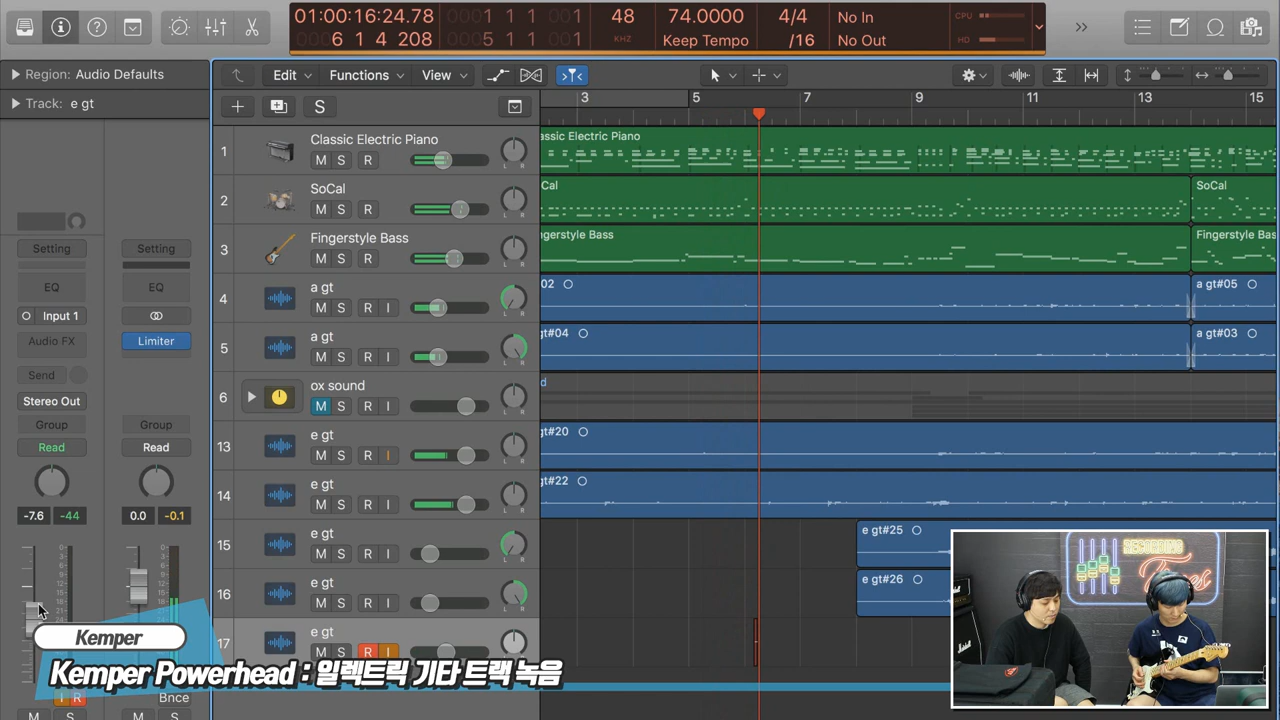 01:00:16:24.78
6 1 4 208
001 1 1 001
005 1 1 001
48
KHZ
74.0000
Keep Tempo
4/4
/16
No In
No Out
CPU
HD
Region: Audio Defaults
Track: e gt
Edit
Functions
View
S
3
5
7
9
11
13
15
Setting
Setting
EQ
EQ
Input 1
Audio FX
Limiter
Send
Stereo Out
Group
Group
Read
Read
-7.6
-44
0.0
-0.1
Bnce
I R
M S
M S
1
Classic Electric Piano
M S R
L R
assic Electric Piano
2
SoCal
M S R
L R
Cal
SoCal
3
Fingerstyle Bass
M S R
L R
ngerstyle Bass
Fingerstyle Bas
4
a gt
M S R I
L R
02
a gt#05
5
a gt
M S R I
L R
gt#04
a gt#03
6
ox sound
M S R I
L R
d
13
e gt
M S R I
L R
gt#20
14
e gt
M S R I
L R
gt#22
15
e gt
M S R I
L R
e gt#25
16
e gt
M S R I
L R
e gt#26
17
e gt
M S R I
L R
RECORDING
Times
Marshall
Kemper
Kemper Powerhead : 일렉트릭 기타 트랙 녹음